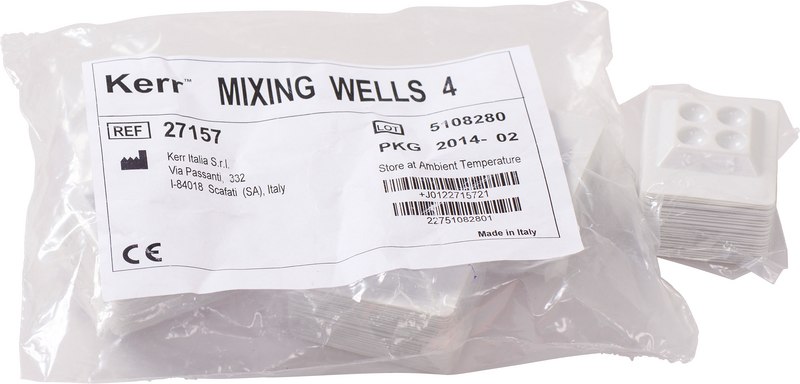 Kerr™ MIXING WELLS 4
REF 27157
Kerr Italia S.r.l.
Via Passanti, 332
I-84018 Scafati (SA), Italy
CE
LOT 5108280
PKG 2014-02
Store at Ambient Temperature
+J0122715721
22751082801
Made in Italy